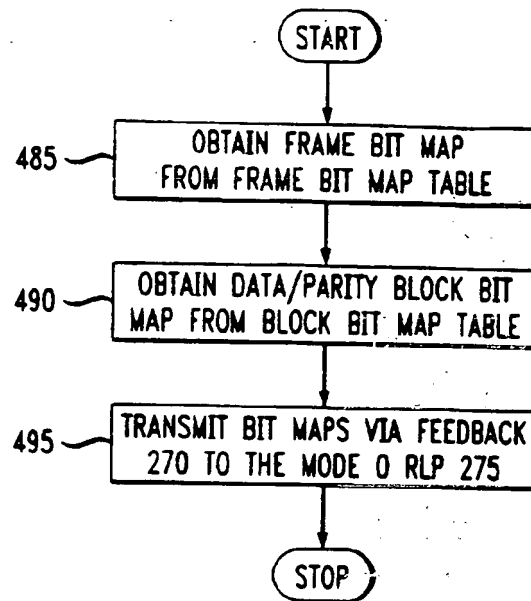 START
485
OBTAIN FRAME BIT MAP
FROM FRAME BIT MAP TABLE
490
OBTAIN DATA/PARITY BLOCK BIT
MAP FROM BLOCK BIT MAP TABLE
495
TRANSMIT BIT MAPS VIA FEEDBACK
270 TO THE MODE 0 RLP 275
STOP